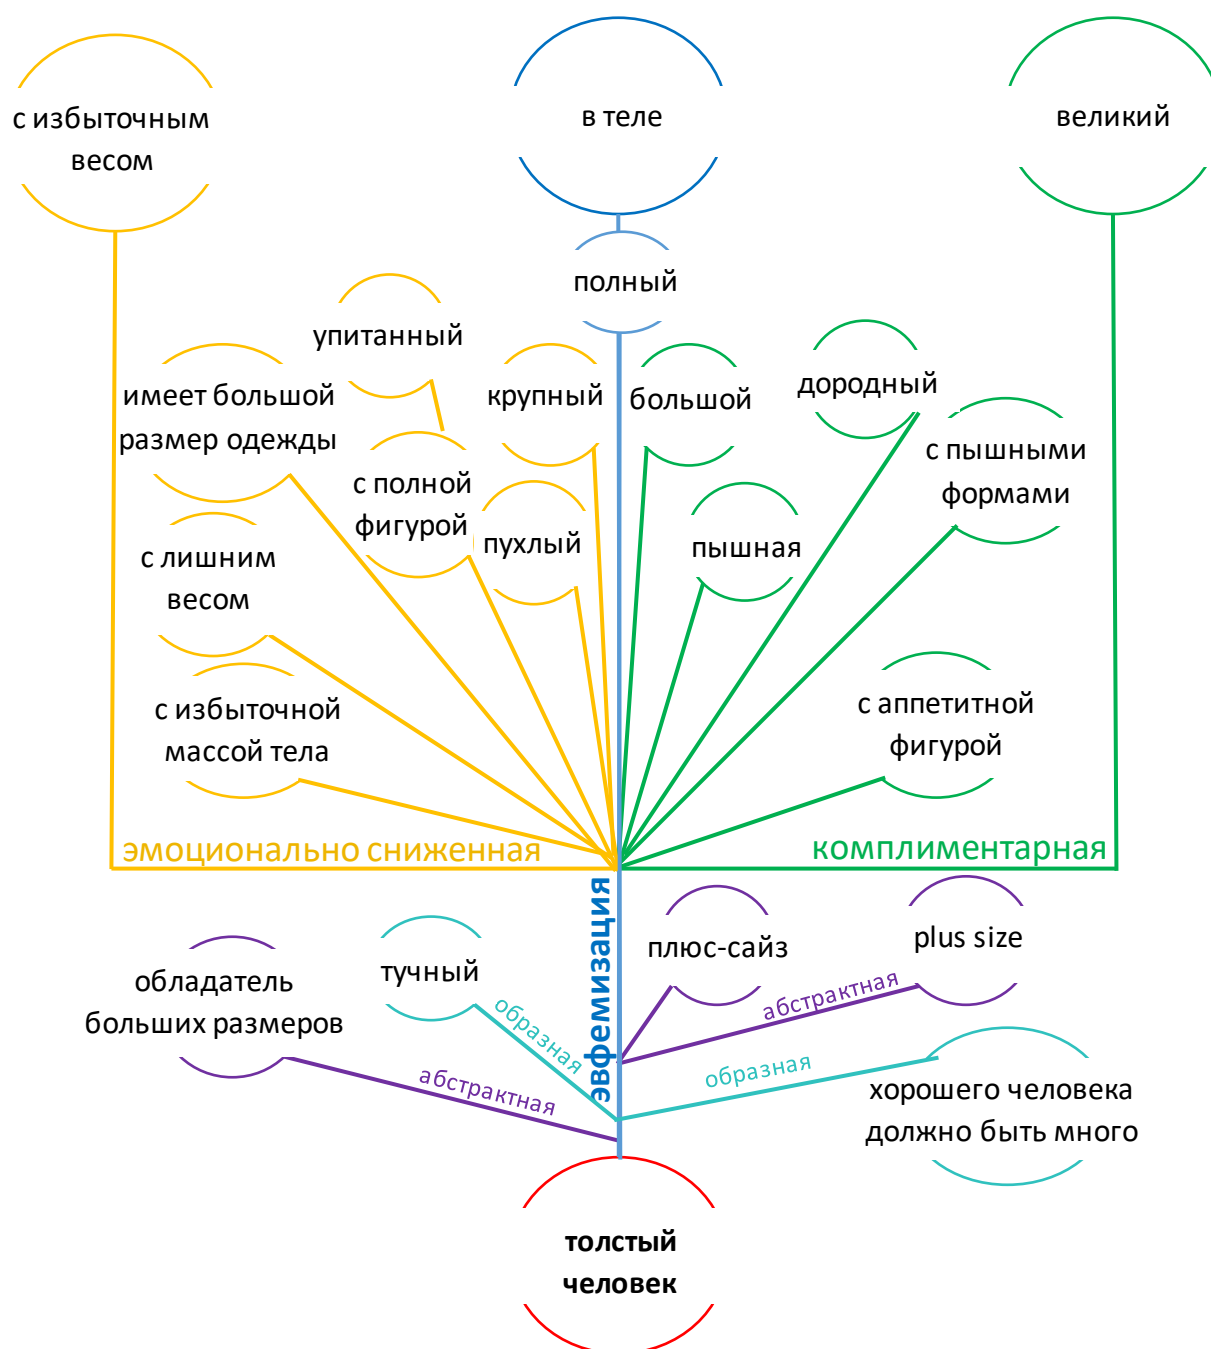 с избыточным
весом
в теле
великий
полный
упитанный
имеет большой
размер одежды
крупный
большой
дородный
с пышными
формами
с полной
фигурой
пухлый
пышная
с лишним
весом
с избыточной
массой тела
с аппетитной
фигурой
эмоционально сниженная
комплиментарная
эвфемизация
обладатель
больших размеров
тучный
плюс-сайз
plus size
абстрактная
образная
абстрактная
образная
хорошего человека
должно быть много
толстый
человек